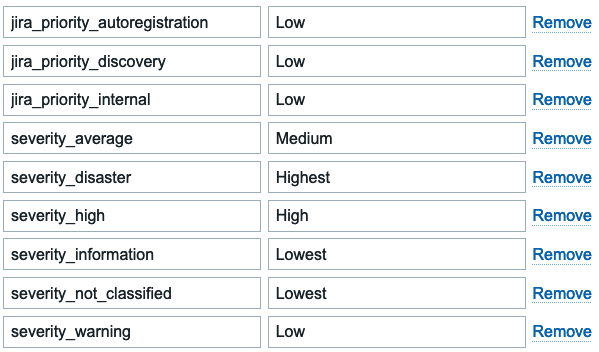 jira_priority_autoregistration Low Remove
jira_priority_discovery Low Remove
jira_priority_internal Low Remove
severity_average Medium Remove
severity_disaster Highest Remove
severity_high High Remove
severity_information Lowest Remove
severity_not_classified Lowest Remove
severity_warning Low Remove